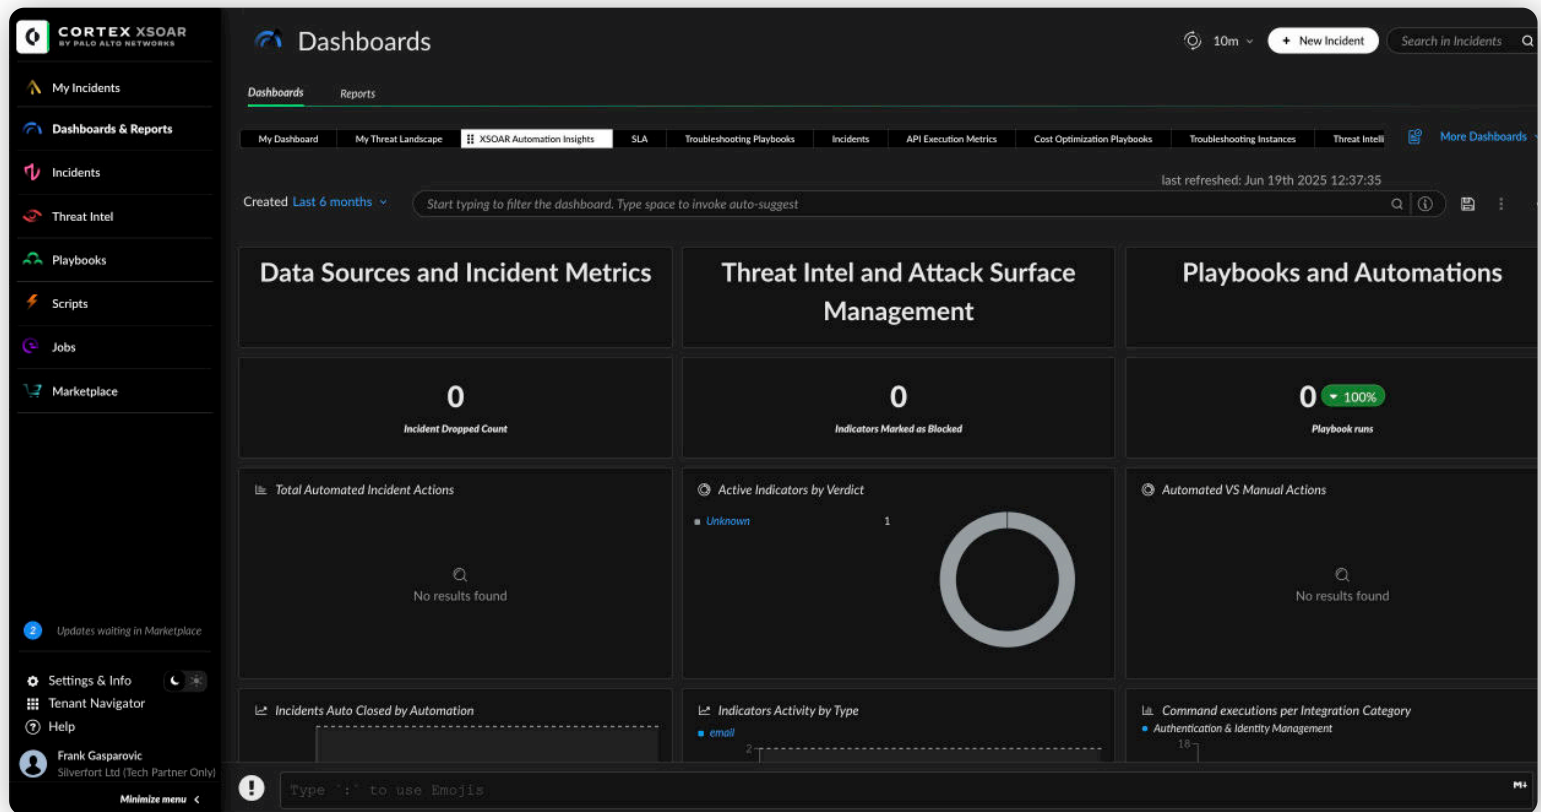 CORTEX XSOAR
BY PALO ALTO NETWORKS
My Incidents
Dashboards & Reports
Incidents
Threat Intel
Playbooks
Scripts
Jobs
Marketplace
2 Updates waiting in Marketplace
Settings & Info
Tenant Navigator
Help
Frank Gasparovic
Silverfort Ltd (Tech Partner Only)
Minimize menu
Dashboards
10m
+ New Incident
Search in Incidents
Dashboards Reports
My Dashboard My Threat Landscape XSOAR Automation Insights SLA Troubleshooting Playbooks Incidents API Execution Metrics Cost Optimization Playbooks Troubleshooting Instances Threat Intelli More Dashboards
last refreshed: Jun 19th 2025 12:37:35
Created Last 6 months
Start typing to filter the dashboard. Type space to invoke auto-suggest
Data Sources and Incident Metrics
Threat Intel and Attack Surface
Management
Playbooks and Automations
0
Incident Dropped Count
0
Indicators Marked as Blocked
0 100%
Playbook runs
Total Automated Incident Actions
No results found
Active Indicators by Verdict
Unknown 1
Automated VS Manual Actions
No results found
Incidents Auto Closed by Automation
Indicators Activity by Type
email
2
Command executions per Integration Category
Authentication & Identity Management
18
! Type `:` to use Emojis
M+